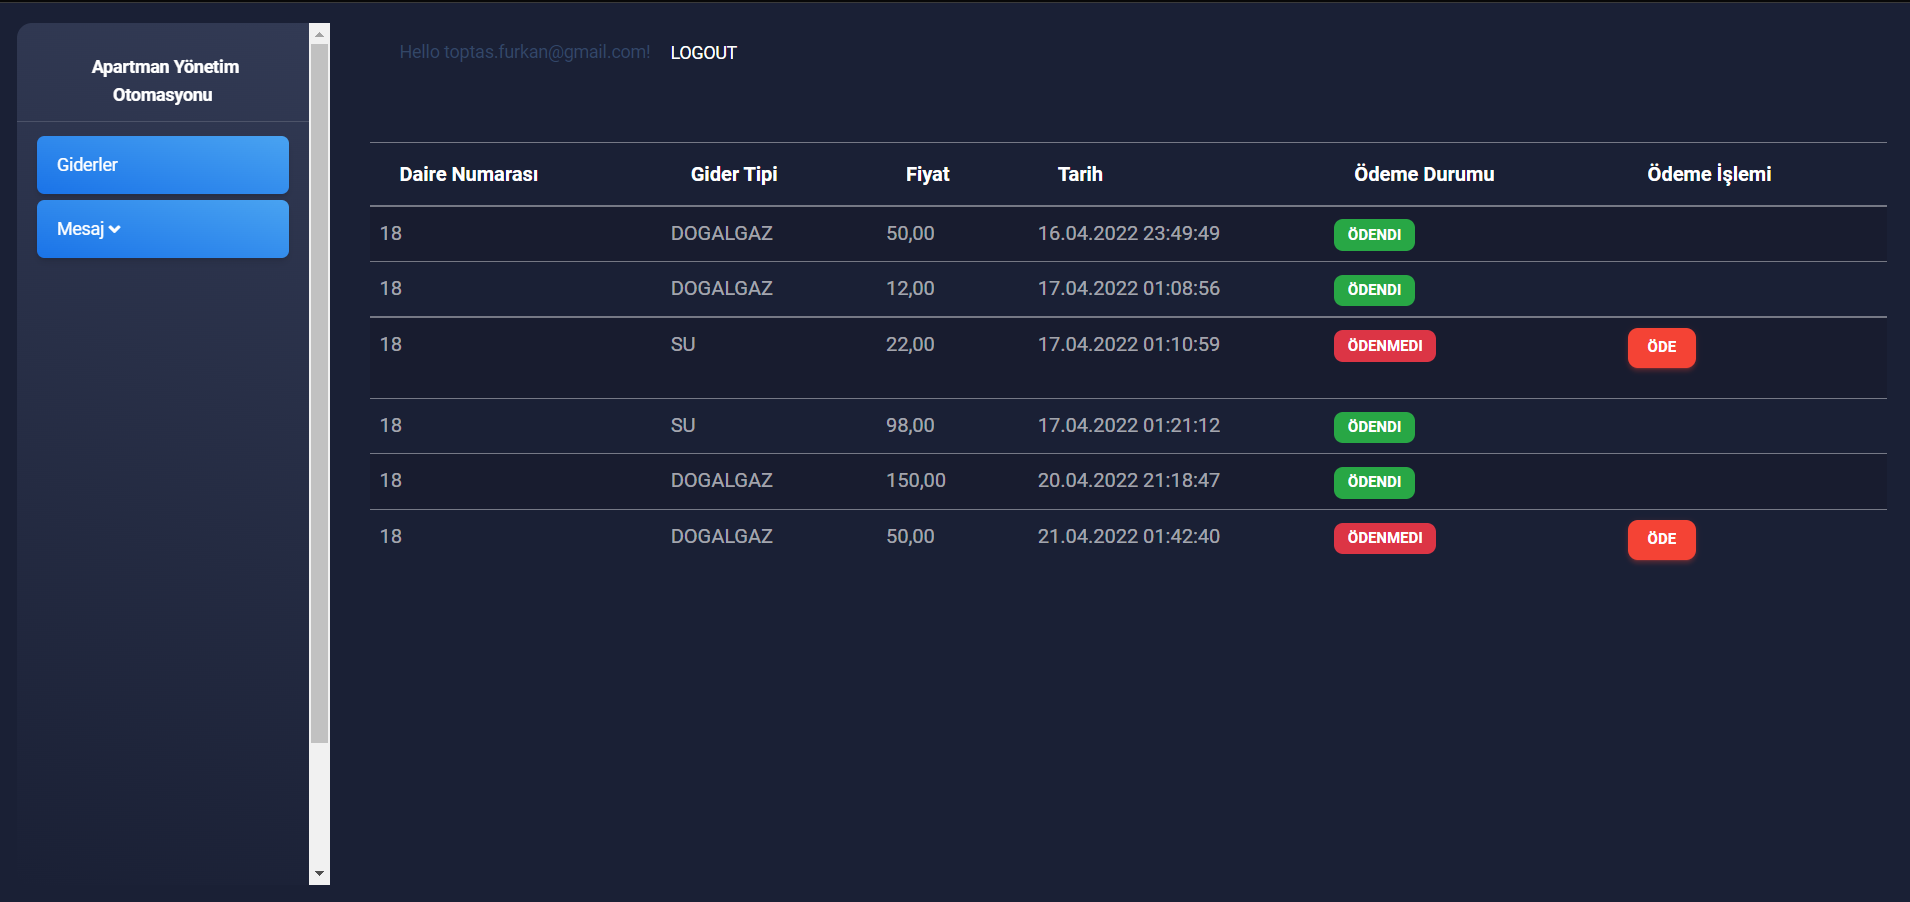 Apartman Yönetim
Otomasyonu
Giderler
Mesaj
Hello toptas.furkan@gmail.com! LOGOUT
Daire Numarası Gider Tipi Fiyat Tarih Ödeme Durumu Ödeme İşlemi
18 DOGALGAZ 50,00 16.04.2022 23:49:49 ÖDENDI
18 DOGALGAZ 12,00 17.04.2022 01:08:56 ÖDENDI
18 SU 22,00 17.04.2022 01:10:59 ÖDENMEDI ÖDE
18 SU 98,00 17.04.2022 01:21:12 ÖDENDI
18 DOGALGAZ 150,00 20.04.2022 21:18:47 ÖDENDI
18 DOGALGAZ 50,00 21.04.2022 01:42:40 ÖDENMEDI ÖDE